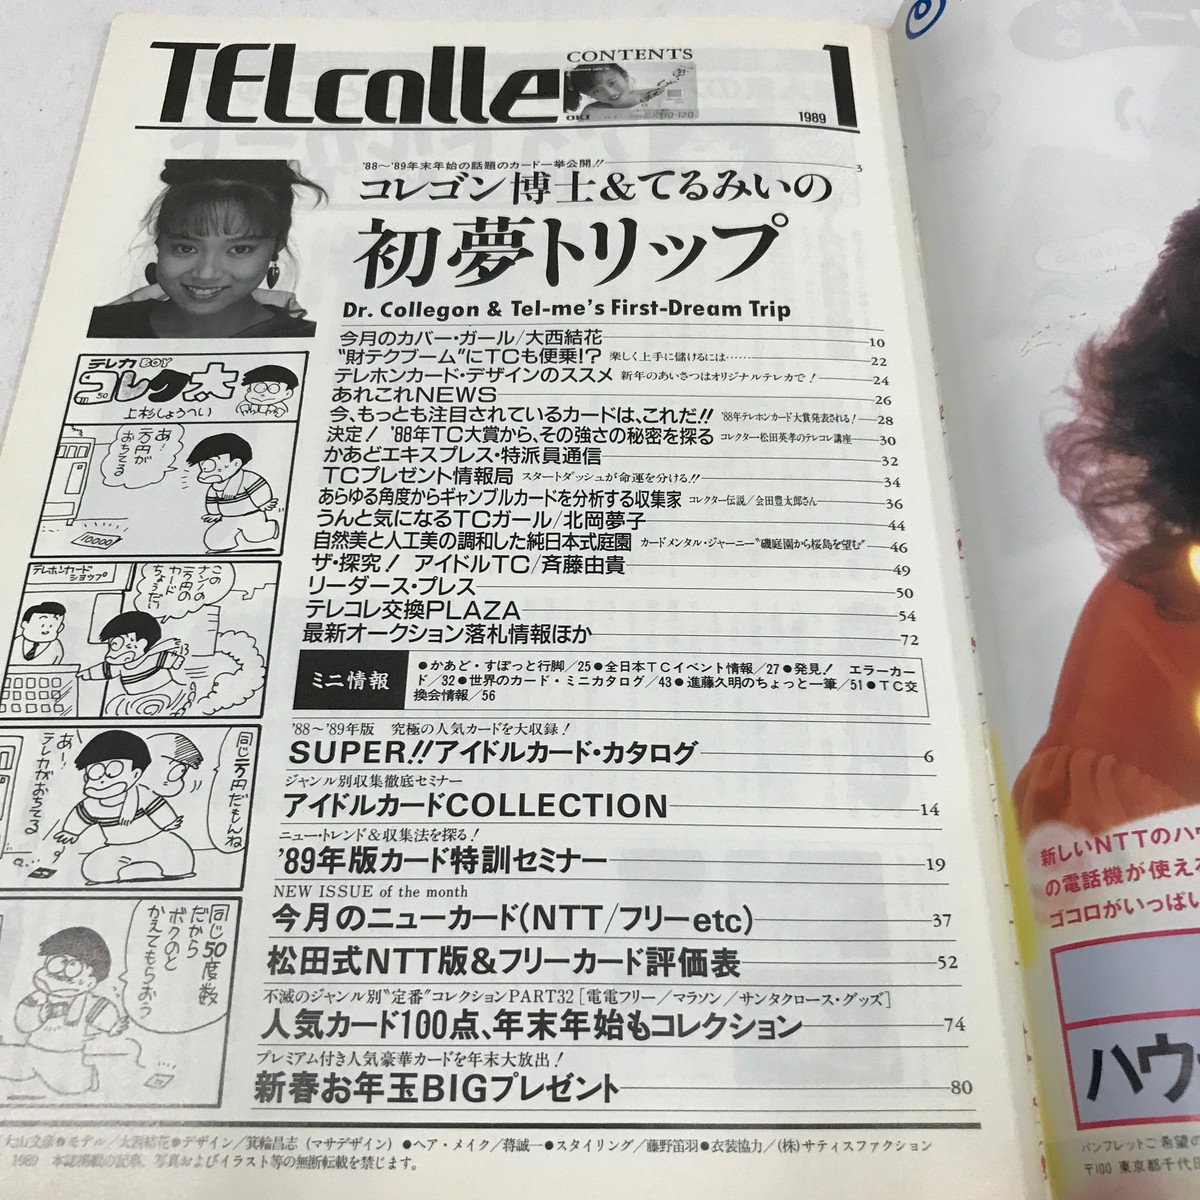 TELcolle
CONTENTS
OKI
1989
1
'88〜'89年末年始の話題のカード一挙公開!! 3
コレゴン博士&てるみいの
初夢トリップ
Dr. Collegon & Tel-me's First-Dream Trip
今月のカバー・ガール/大西結花 10
"財テクブーム"にTCも便乗!? 楽しく上手に儲けるには…… 22
テレホンカード・デザインのススメ 新年のあいさつはオリジナルテレカで! 24
あれこれNEWS 26
今、もっとも注目されているカードは、これだ!! '88年テレホンカード大賞発表される! 28
決定! '88年TC大賞から、その強さの秘密を探る コレクター松田英孝のテレコレ講座 30
かあどエキスプレス・特派員通信 32
TCプレゼント情報局 スタートダッシュが命運を分ける!! 34
あらゆる角度からギャンブルカードを分析する収集家 コレクター伝説/会田豊太郎さん 36
うんと気になるTCガール/北岡夢子 44
自然美と人工美の調和した純日本式庭園 カードメンタル・ジャーニー"磯庭園から桜島を望む" 46
ザ・探究! アイドルTC/斉藤由貴 49
リーダース・プレス 50
テレコレ交換PLAZA 54
最新オークション落札情報ほか 72
ミニ情報
●かあど・すぽっと行脚/25●全日本TCイベント情報/27●発見! エラーカー
ド/32●世界のカード・ミニカタログ/43●進藤久明のちょっと一筆/51●TC交
換会情報/56
'88〜'89年版 究極の人気カードを大収録!
SUPER!!アイドルカード・カタログ 6
ジャンル別収集徹底セミナー
アイドルカードCOLLECTION 14
ニュー・トレンド&収集法を探る!
'89年版カード特訓セミナー 19
NEW ISSUE of the month
今月のニューカード(NTT/フリーetc) 37
松田式NTT版&フリーカード評価表 52
不滅のジャンル別"定番"コレクションPART32[電電フリー/マラソン/サンタクロース・グッズ]
人気カード100点、年末年始もコレクション 74
プレミアム付き人気豪華カードを年末大放出!
新春お年玉BIGプレゼント 80
テレカBOY
コレク太
50
上杉しょうへい
あ!
一万円が
おちてる
10000
テレホンカード
ショップ
この
ナンノの
一万円の
カード
ちょうだい
同じ一万円だもんね
あー!
テレカがおちてる
同じ50度数
だから
ボクのと
かえてもらおう
大山文彦●モデル/大西結花●デザイン/箕輪昌志(マサデザイン)●ヘア・メイク/蒋誠一●スタイリング/藤野笛羽●衣装協力/(株)サティスファクション
1989 本誌掲載の記事、写真およびイラスト等の無断転載を禁じます。
新しいNTTのハウ
の電話機が使え
ゴコロがいっぱい
ハウ
パンフレットご希望の
〒100 東京都千代田